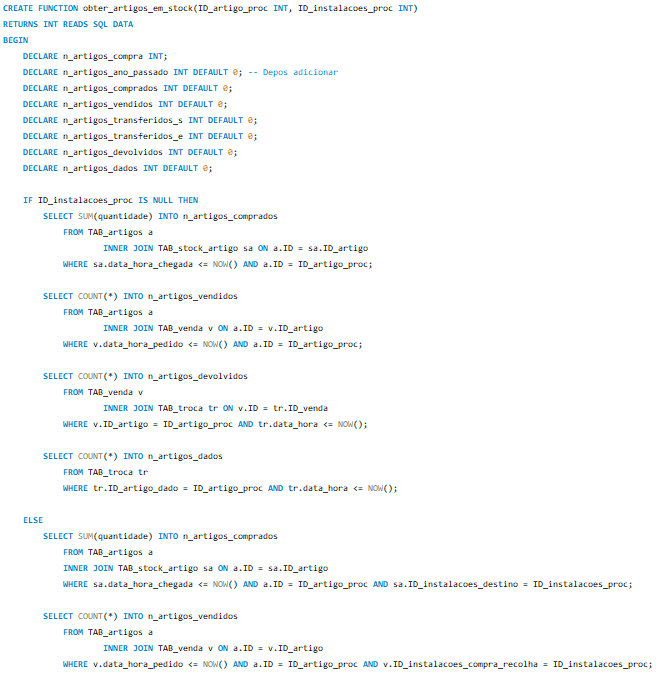 CREATE FUNCTION obter_artigos_em_stock(ID_artigo_proc INT, ID_instalacoes_proc INT)
RETURNS INT READS SQL DATA
BEGIN
DECLARE n_artigos_compra INT;
DECLARE n_artigos_ano_passado INT DEFAULT 0; -- Depos adicionar
DECLARE n_artigos_comprados INT DEFAULT 0;
DECLARE n_artigos_vendidos INT DEFAULT 0;
DECLARE n_artigos_transferidos_s INT DEFAULT 0;
DECLARE n_artigos_transferidos_e INT DEFAULT 0;
DECLARE n_artigos_devolvidos INT DEFAULT 0;
DECLARE n_artigos_dados INT DEFAULT 0;
IF ID_instalacoes_proc IS NULL THEN
SELECT SUM(quantidade) INTO n_artigos_comprados
FROM TAB_artigos a
INNER JOIN TAB_stock_artigo sa ON a.ID = sa.ID_artigo
WHERE sa.data_hora_chegada <= NOW() AND a.ID = ID_artigo_proc;
SELECT COUNT(*) INTO n_artigos_vendidos
FROM TAB_artigos a
INNER JOIN TAB_venda v ON a.ID = v.ID_artigo
WHERE v.data_hora_pedido <= NOW() AND a.ID = ID_artigo_proc;
SELECT COUNT(*) INTO n_artigos_devolvidos
FROM TAB_venda v
INNER JOIN TAB_troca tr ON v.ID = tr.ID_venda
WHERE v.ID_artigo = ID_artigo_proc AND tr.data_hora <= NOW();
SELECT COUNT(*) INTO n_artigos_dados
FROM TAB_troca tr
WHERE tr.ID_artigo_dado = ID_artigo_proc AND tr.data_hora <= NOW();
ELSE
SELECT SUM(quantidade) INTO n_artigos_comprados
FROM TAB_artigos a
INNER JOIN TAB_stock_artigo sa ON a.ID = sa.ID_artigo
WHERE sa.data_hora_chegada <= NOW() AND a.ID = ID_artigo_proc AND sa.ID_instalacoes_destino = ID_instalacoes_proc;
SELECT COUNT(*) INTO n_artigos_vendidos
FROM TAB_artigos a
INNER JOIN TAB_venda v ON a.ID = v.ID_artigo
WHERE v.data_hora_pedido <= NOW() AND a.ID = ID_artigo_proc AND v.ID_instalacoes_compra_recolha = ID_instalacoes_proc;